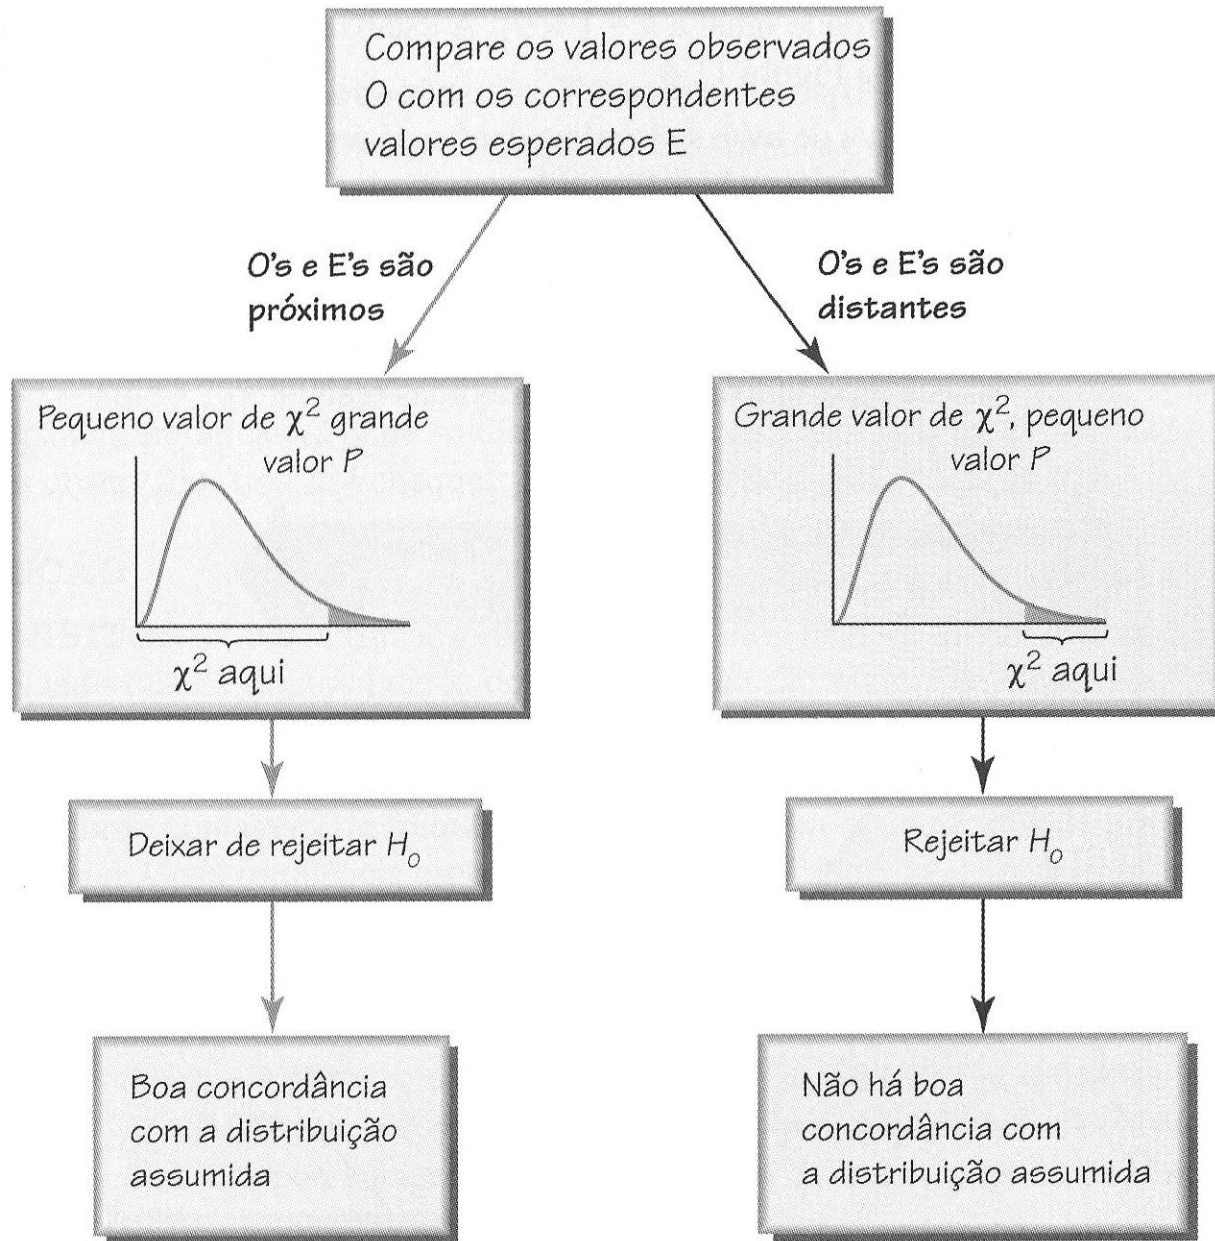 Compare os valores observados
O com os correspondentes
valores esperados E
O's e E's são
próximos
O's e E's são
distantes
Pequeno valor de χ² grande
valor P
χ² aqui
Grande valor de χ², pequeno
valor P
χ² aqui
Deixar de rejeitar H₀
Rejeitar H₀
Boa concordância
com a distribuição
assumida
Não há boa
concordância com
a distribuição assumida